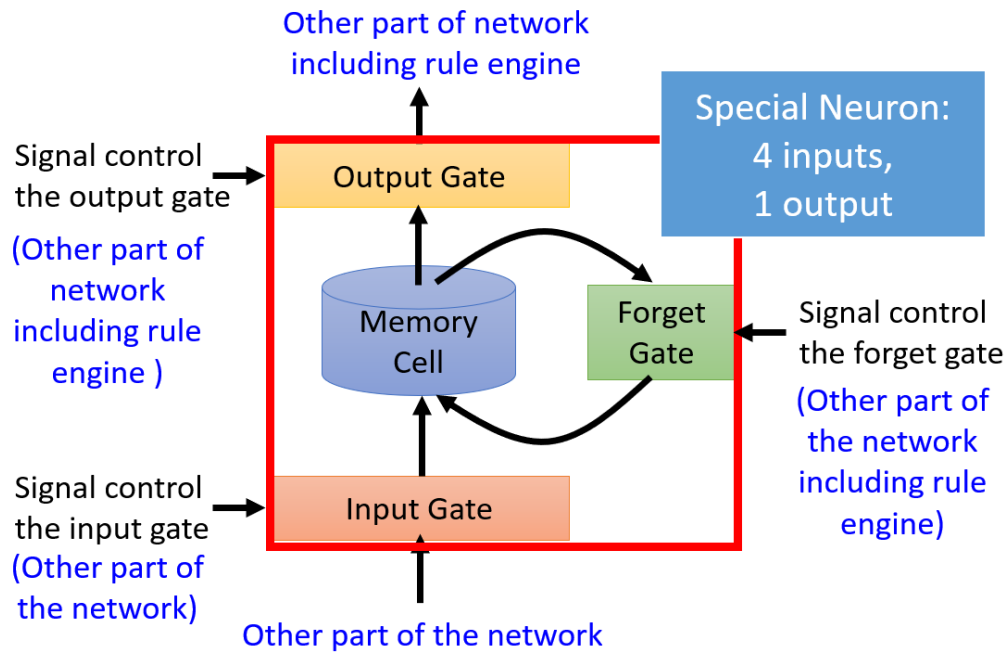 Other part of network
including rule engine
Special Neuron:
4 inputs,
1 output
Signal control
the output gate
(Other part of
network
including rule
engine )
Output Gate
Memory
Cell
Forget
Gate
Signal control
the forget gate
(Other part of
the network
including rule
engine)
Signal control
the input gate
(Other part of
the network)
Input Gate
Other part of the network